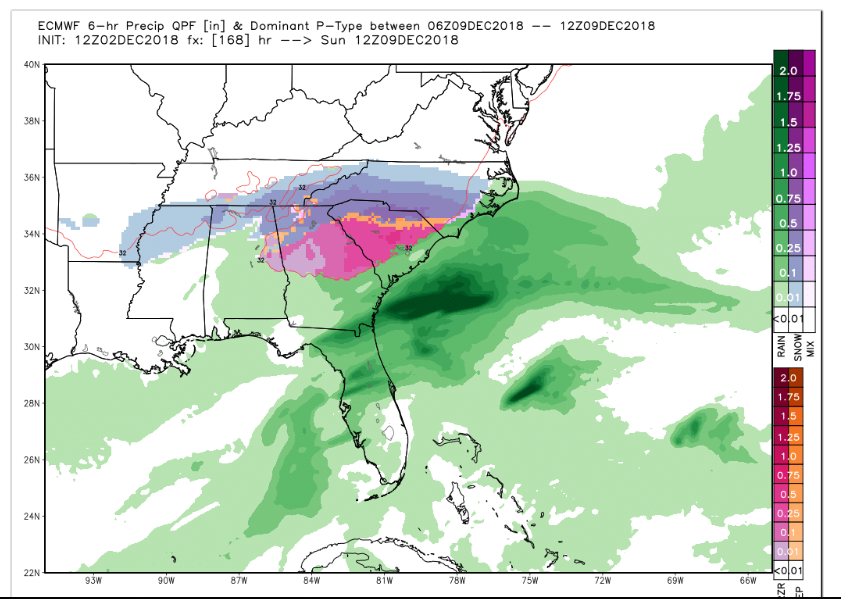 ECMWF 6-hr Precip QPF [in] & Dominant P-Type between 06Z09DEC2018 -- 12Z09DEC2018
INIT: 12Z02DEC2018 fx: [168] hr --> Sun 12Z09DEC2018
40N
38N
36N
34N
32N
30N
28N
26N
24N
22N
93W
90W
87W
84W
81W
78W
75W
72W
69W
66W
32
32
32
32
32
2.0
1.75
1.5
1.25
1.0
0.75
0.5
0.25
0.1
0.01
<0.01
RAIN
SNOW
MIX
2.0
1.75
1.5
1.25
1.0
0.75
0.5
0.25
0.1
0.01
<0.01
ZR
EP